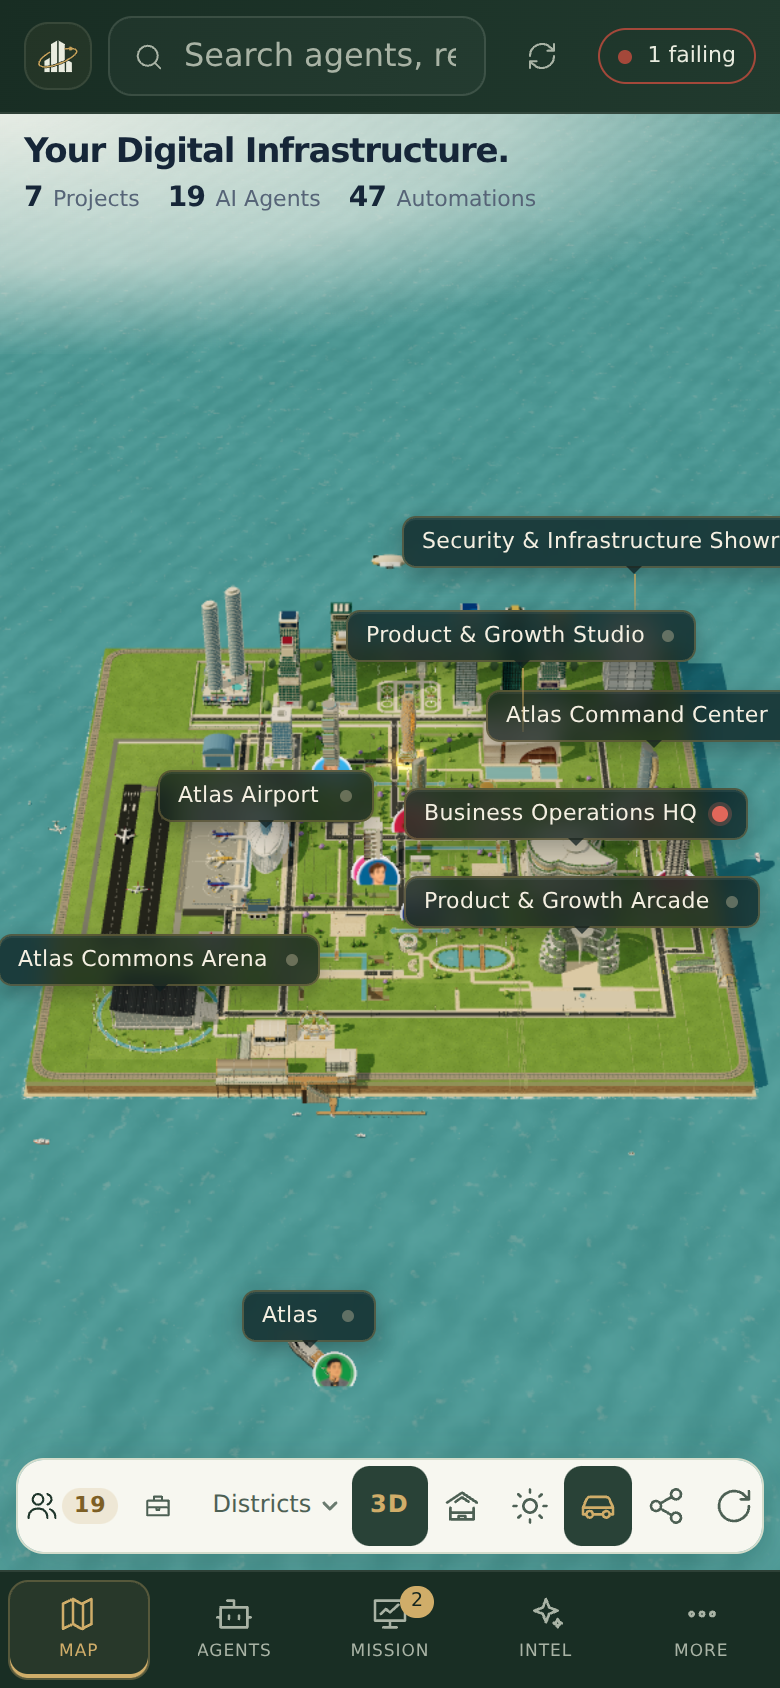 Search agents, re
1 failing
Your Digital Infrastructure.
7 Projects 19 AI Agents 47 Automations
Security & Infrastructure Showr
Product & Growth Studio
Atlas Command Center
Atlas Airport
Business Operations HQ
Product & Growth Arcade
Atlas Commons Arena
Atlas
19
Districts
3D
2
MAP
AGENTS
MISSION
INTEL
MORE